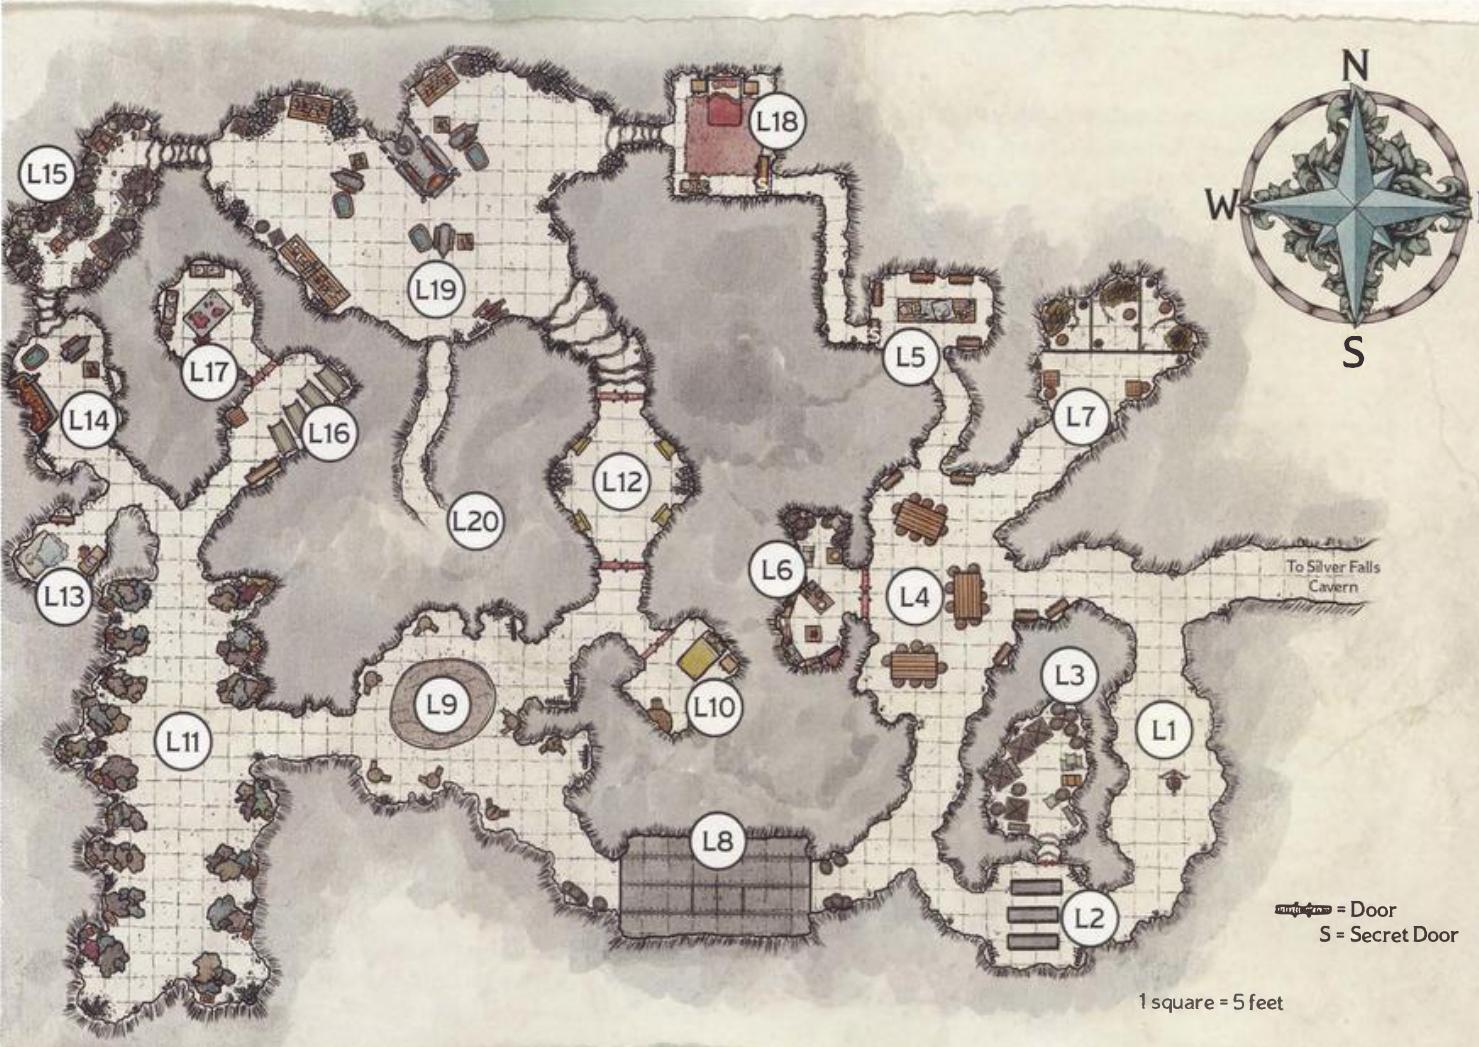 N
L18
L15
W
L19
S
L5
L17
L7
L14
L16
L12
L20
To Silver Falls
Cavern
L6
L13
L4
L3
L9
L10
L11
L1
L8
L2
= Door
S = Secret Door
1 square = 5 feet
S
S